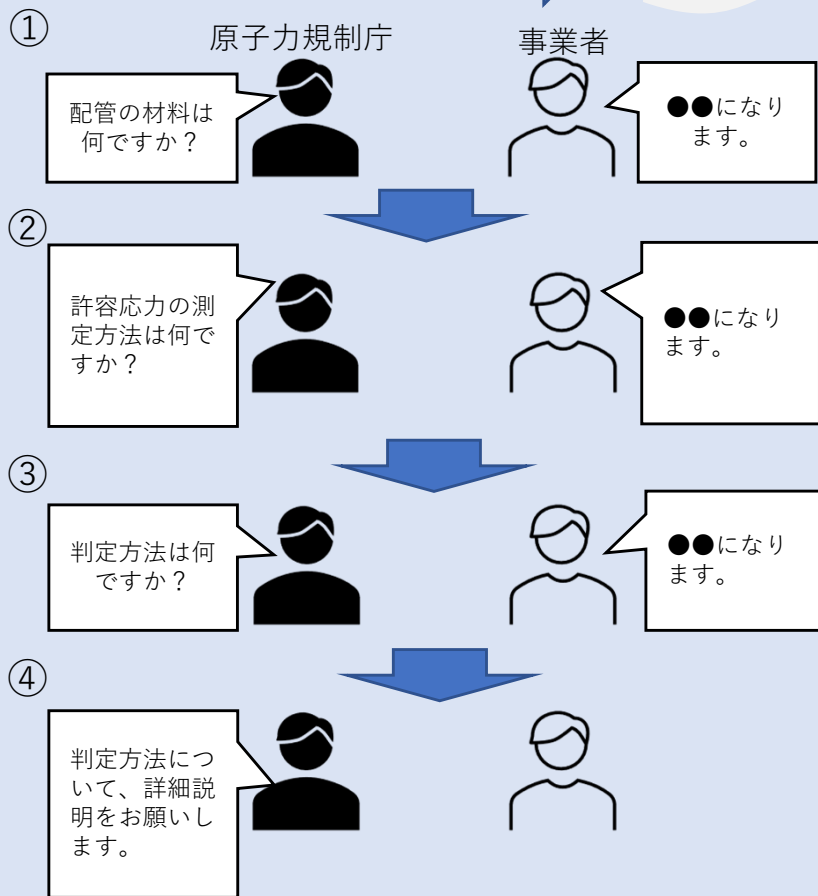 ①
原子力規制庁
事業者
配管の材料は
何ですか？
●●になり
ます。
②
許容応力の測
定方法は何で
すか？
●●になり
ます。
③
判定方法は何
ですか？
●●になり
ます。
④
判定方法につ
いて、詳細説
明をお願いし
ます。